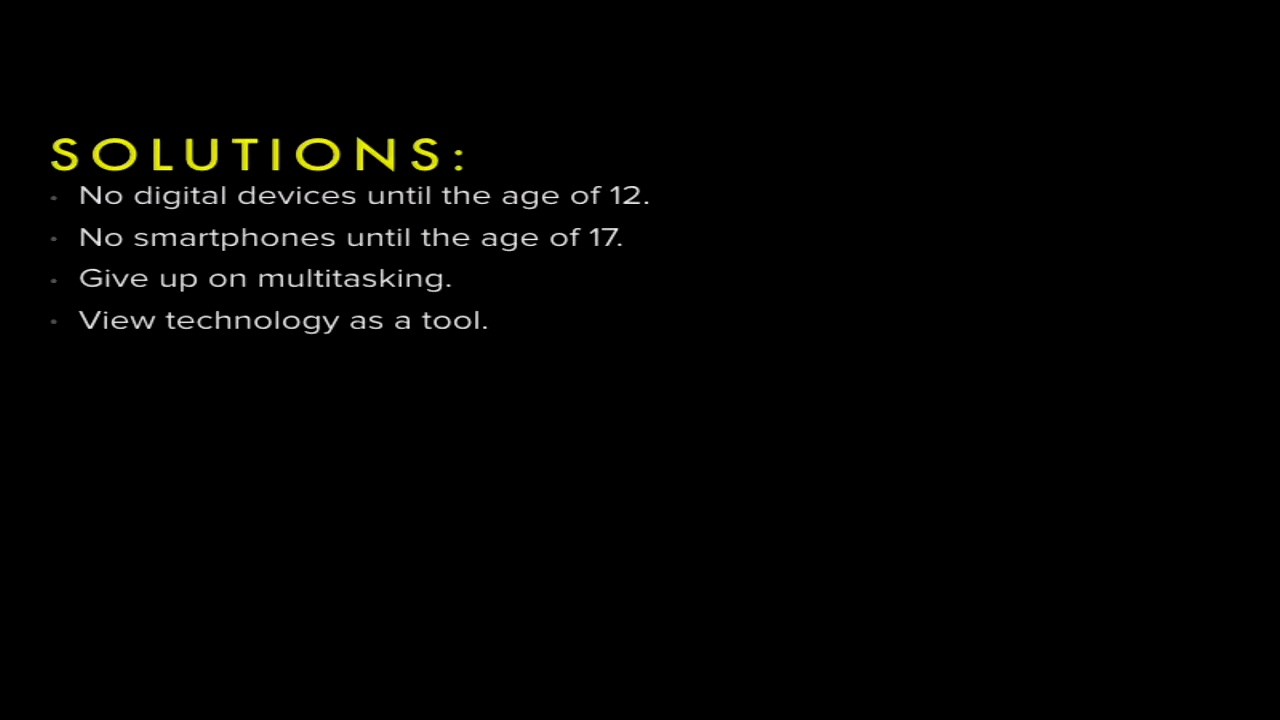 SOLUTIONS:
• No digital devices until the age of 12.
• No smartphones until the age of 17.
• Give up on multitasking.
• View technology as a tool.